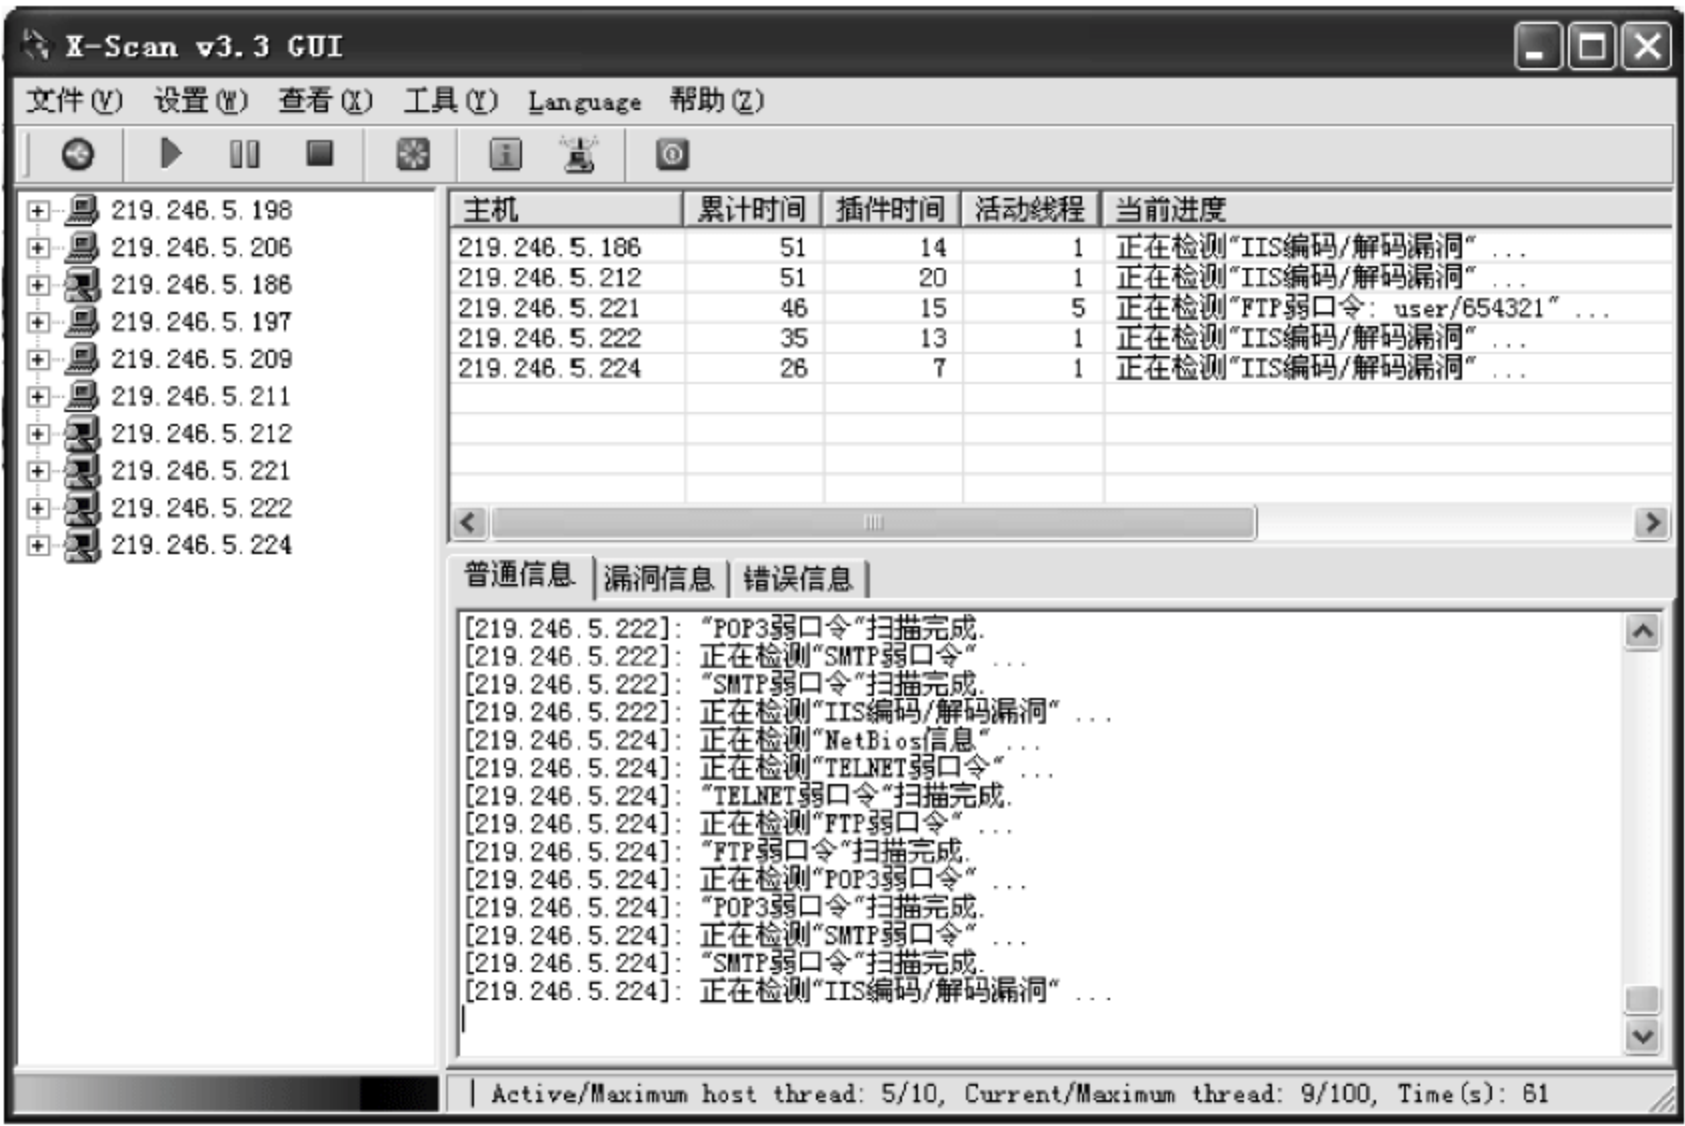 X-Scan v3.3 GUI
文件(V) 设置(W) 查看(X) 工具(Y) Language 帮助(Z)
219.246.5.198
219.246.5.206
219.246.5.186
219.246.5.197
219.246.5.209
219.246.5.211
219.246.5.212
219.246.5.221
219.246.5.222
219.246.5.224
主机 累计时间 插件时间 活动线程 当前进度
219.246.5.186 51 14 1 正在检测"IIS编码/解码漏洞" ...
219.246.5.212 51 20 1 正在检测"IIS编码/解码漏洞" ...
219.246.5.221 46 15 5 正在检测"FTP弱口令: user/654321" ...
219.246.5.222 35 13 1 正在检测"IIS编码/解码漏洞" ...
219.246.5.224 26 7 1 正在检测"IIS编码/解码漏洞" ...
普通信息 漏洞信息 错误信息
[219.246.5.222]: "POP3弱口令"扫描完成.
[219.246.5.222]: 正在检测"SMTP弱口令" ...
[219.246.5.222]: "SMTP弱口令"扫描完成.
[219.246.5.222]: 正在检测"IIS编码/解码漏洞" ...
[219.246.5.224]: 正在检测"NetBios信息" ...
[219.246.5.224]: 正在检测"TELNET弱口令" ...
[219.246.5.224]: "TELNET弱口令"扫描完成.
[219.246.5.224]: 正在检测"FTP弱口令" ...
[219.246.5.224]: "FTP弱口令"扫描完成.
[219.246.5.224]: 正在检测"POP3弱口令" ...
[219.246.5.224]: "POP3弱口令"扫描完成.
[219.246.5.224]: 正在检测"SMTP弱口令" ...
[219.246.5.224]: "SMTP弱口令"扫描完成.
[219.246.5.224]: 正在检测"IIS编码/解码漏洞" ...
Active/Maximum host thread: 5/10, Current/Maximum thread: 9/100, Time(s): 61